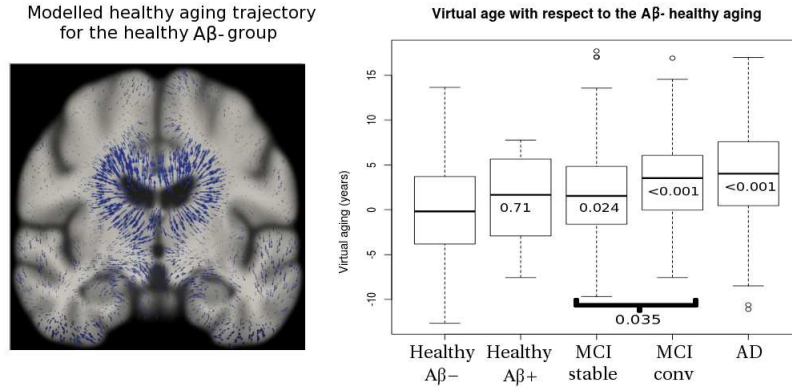 Modelled healthy aging trajectory
for the healthy Aβ- group
Virtual age with respect to the Aβ- healthy aging
Virtual aging (years)
15
10
5
0
-5
-10
0.71
0.024
<0.001
<0.001
0.035
Healthy
Aβ−
Healthy
Aβ+
MCI
stable
MCI
conv
AD